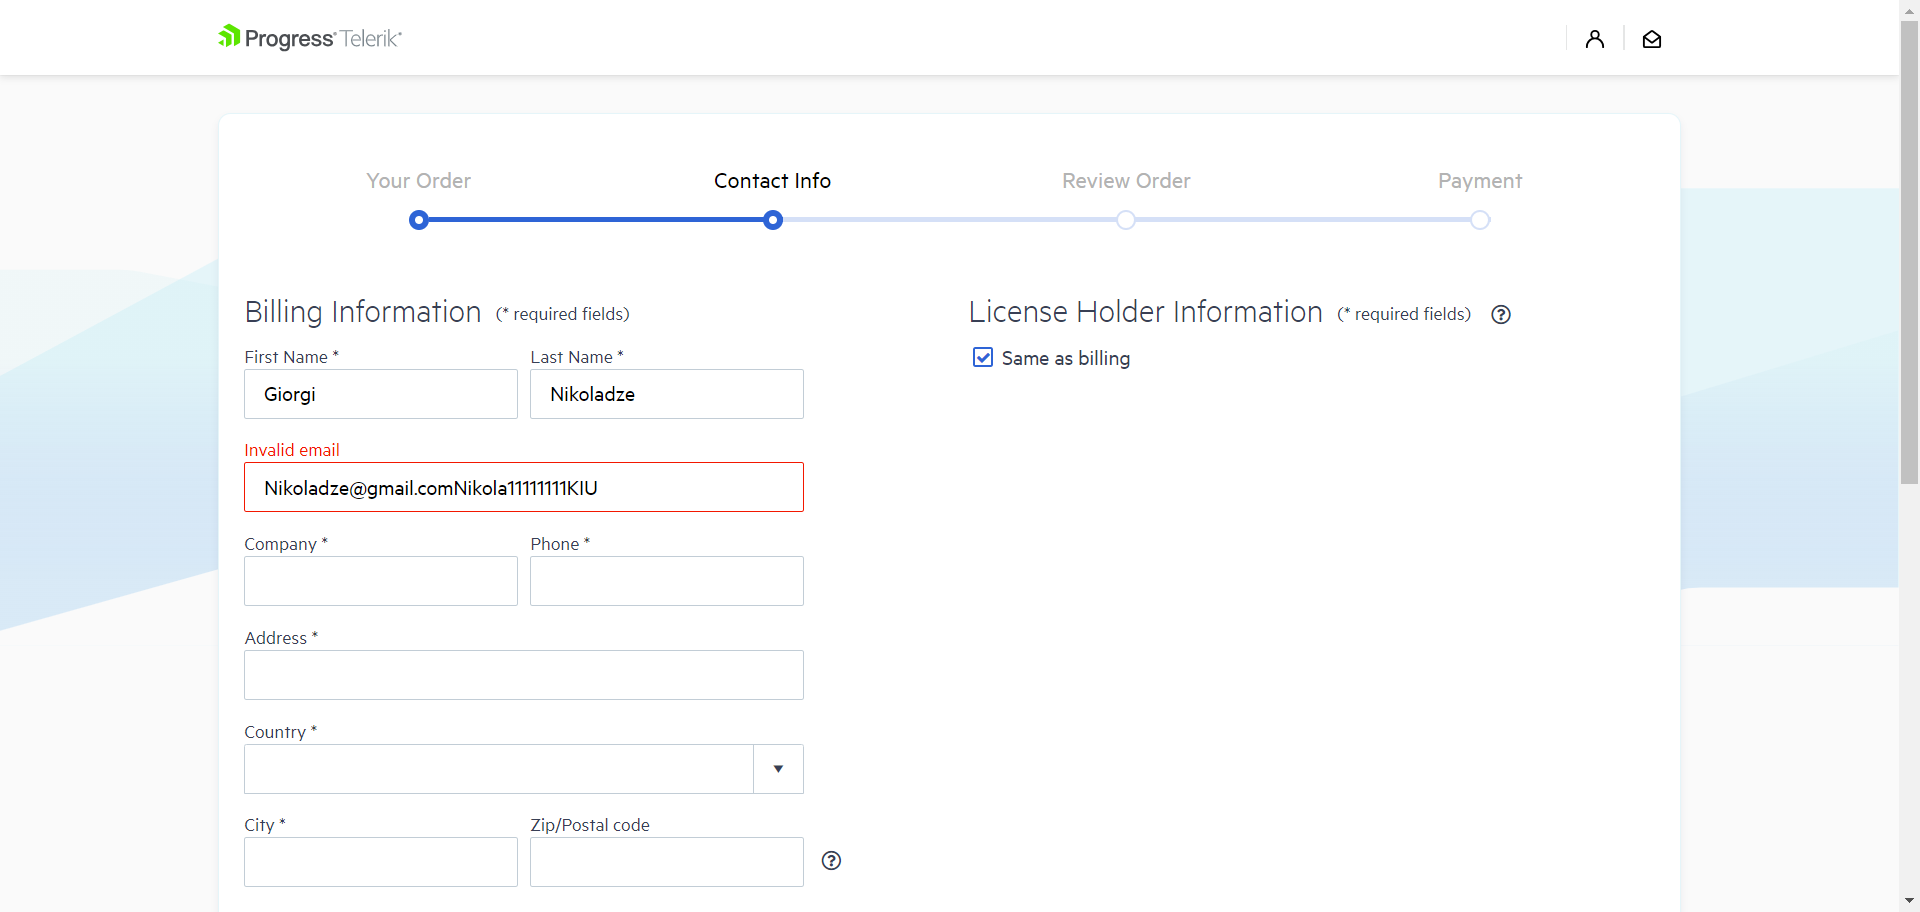 Progress Telerik
Your Order
Contact Info
Review Order
Payment
Billing Information (* required fields)
First Name *
Last Name *
Giorgi
Nikoladze
Invalid email
Nikoladze@gmail.comNikola11111111KIU
Company *
Phone *
Address *
Country *
City *
Zip/Postal code
License Holder Information (* required fields)
Same as billing